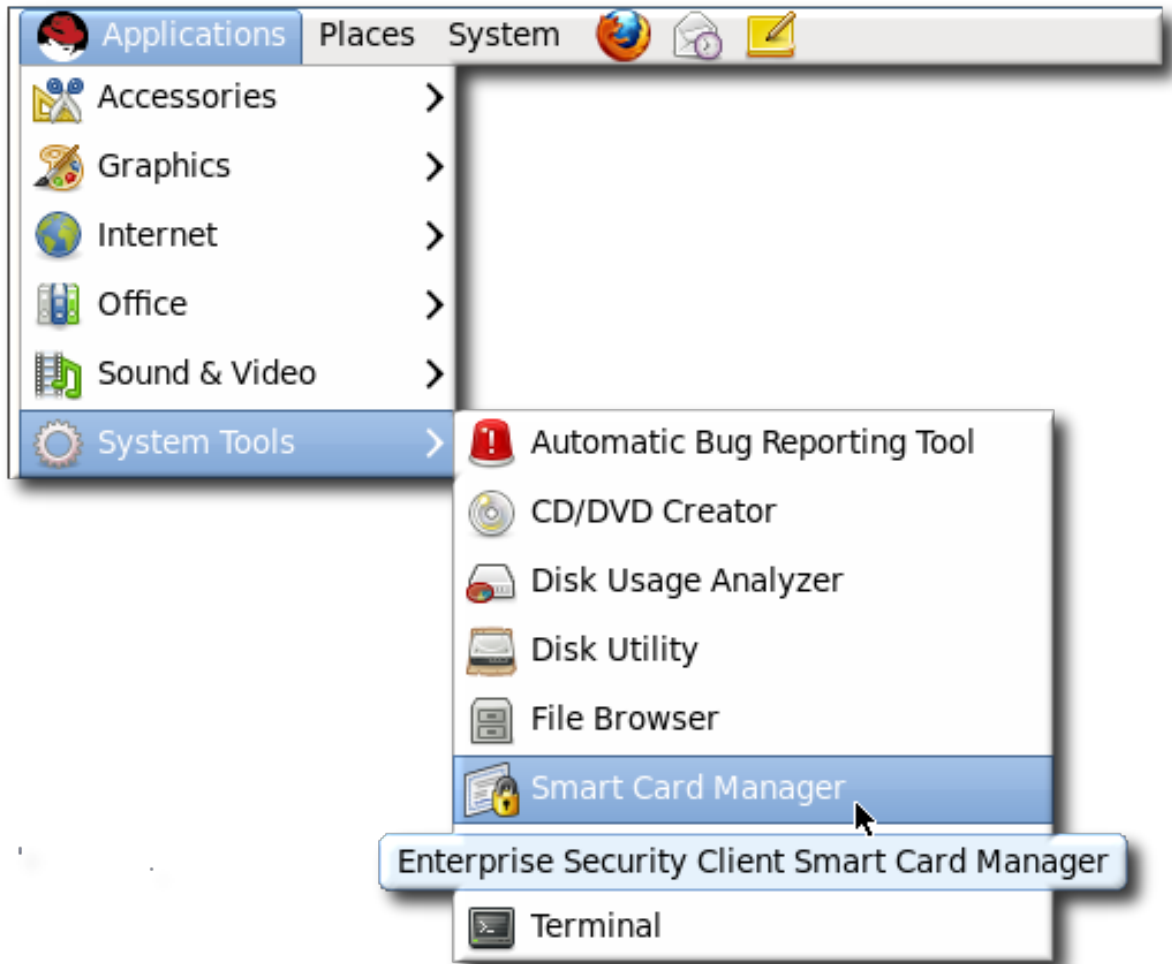 Applications Places System
Accessories
Graphics
Internet
Office
Sound & Video
System Tools
Automatic Bug Reporting Tool
CD/DVD Creator
Disk Usage Analyzer
Disk Utility
File Browser
Smart Card Manager
Enterprise Security Client Smart Card Manager
Terminal